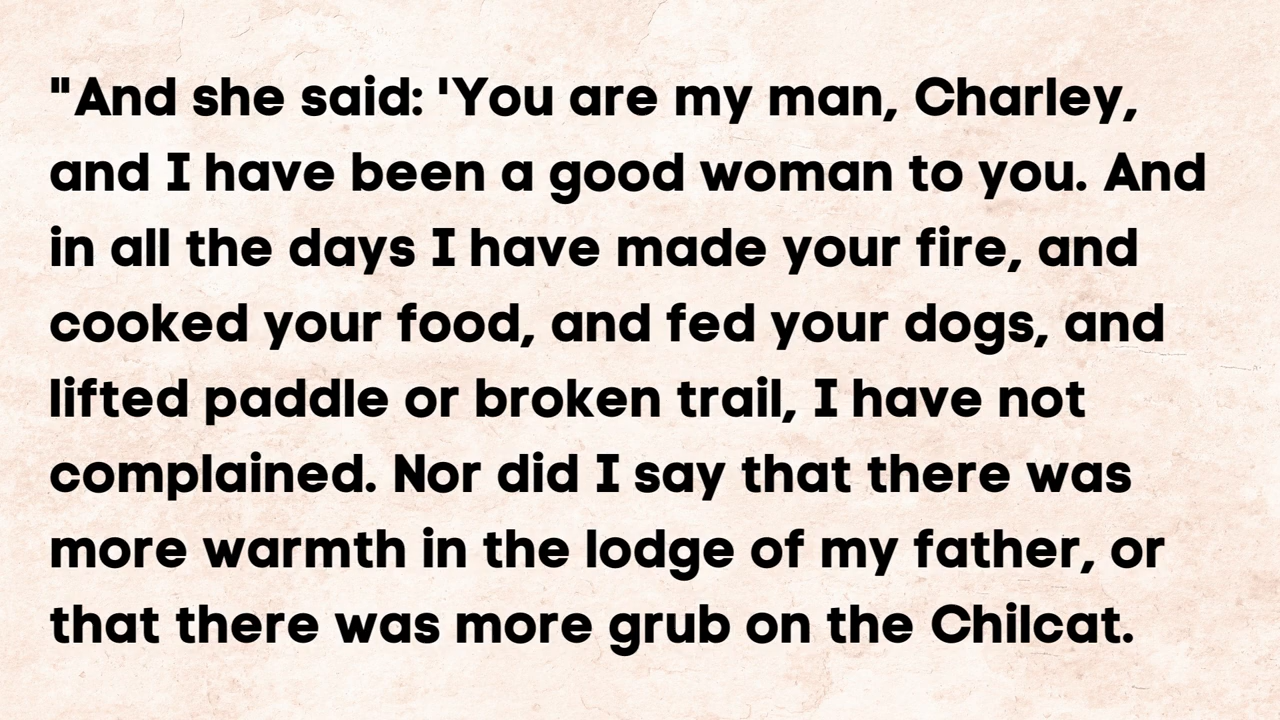 "And she said: 'You are my man, Charley,
and I have been a good woman to you. And
in all the days I have made your fire, and
cooked your food, and fed your dogs, and
lifted paddle or broken trail, I have not
complained. Nor did I say that there was
more warmth in the lodge of my father, or
that there was more grub on the Chilcat.